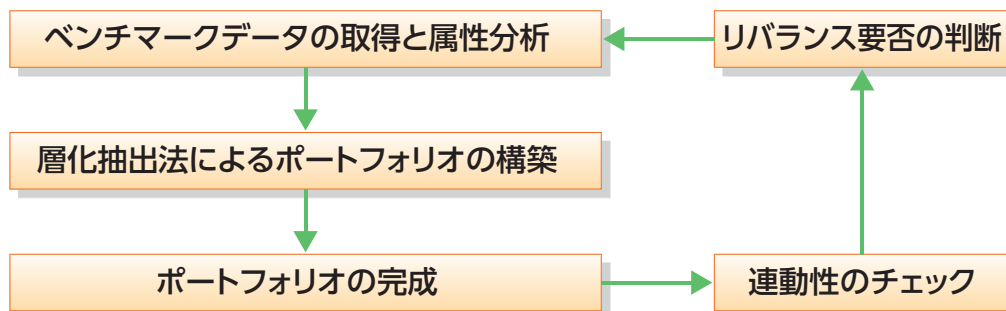 ベンチマークデータの取得と属性分析
リバランス要否の判断
層化抽出法によるポートフォリオの構築
ポートフォリオの完成
連動性のチェック